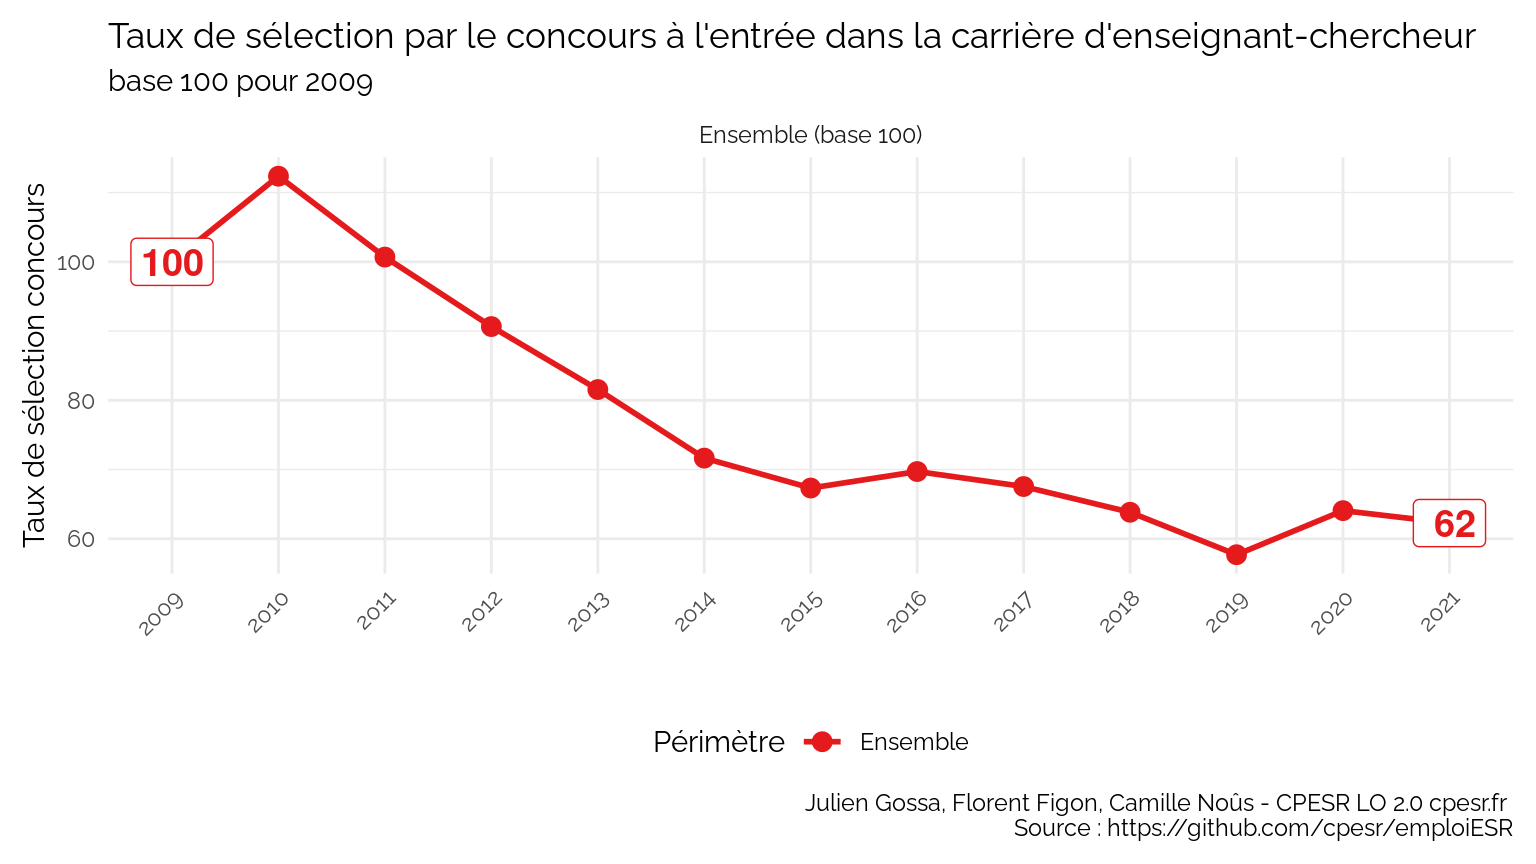 Taux de sélection par le concours à l'entrée dans la carrière d'enseignant-chercheur
base 100 pour 2009
Ensemble (base 100)
Taux de sélection concours
100
80
60
100
62
2009
2010
2011
2012
2013
2014
2015
2016
2017
2018
2019
2020
2021
Périmètre
Ensemble
Julien Gossa, Florent Figon, Camille Noûs - CPESR LO 2.0 cpesr.fr
Source : https://github.com/cpesr/emploiESR